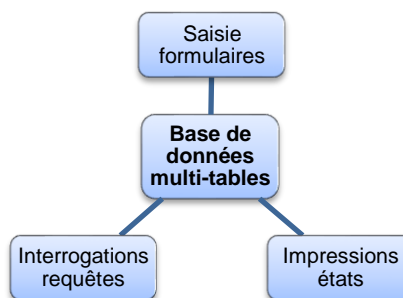 Saisie
formulaires
Base de
données
multi-tables
Interrogations
requêtes
Impressions
états